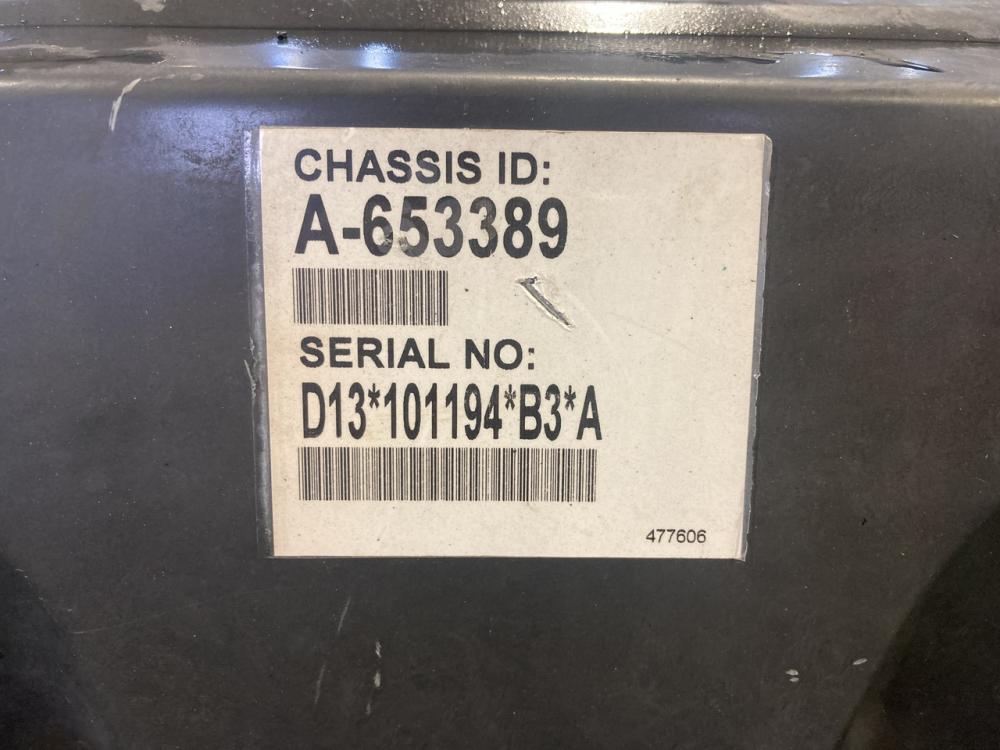 CHASSIS ID:
A-653389
SERIAL NO:
D13*101194*B3*A
477606